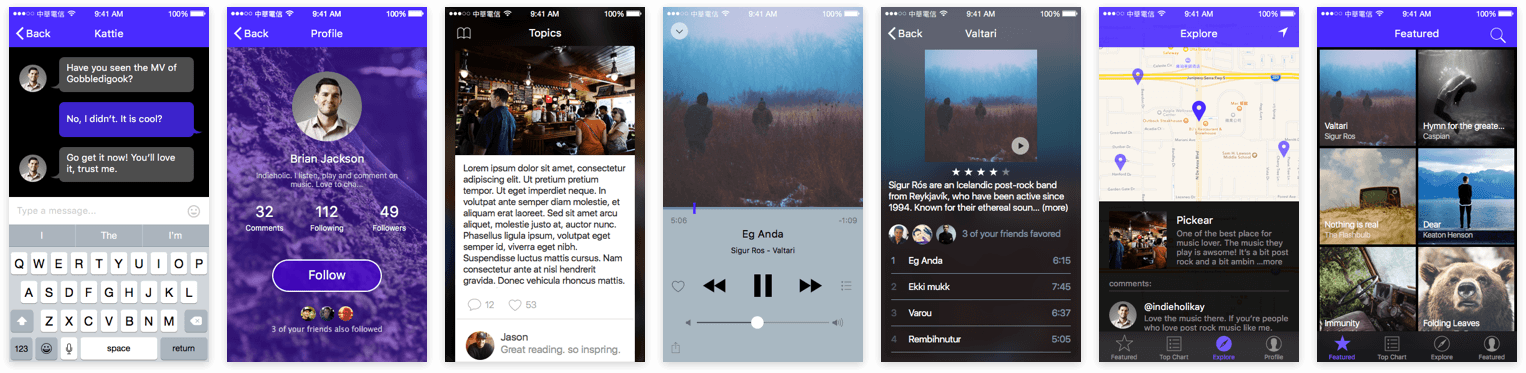 中華電信 9:41 AM 100%
Back Kattie
Have you seen the MV of
Gobbledigook?
No, I didn't. It is cool?
Go get it now! You'll love
it, trust me.
Type a message...
I The I'm
Q W E R T Y U I O P
A S D F G H J K L
Z X C V B N M
123 space return
中華電信 9:41 AM 100%
Back Profile
Brian Jackson
Indieholic. I listen, play and comment on
music. Love to cha...
32 112 49
Comments Following Followers
Follow
3 of your friends also followed
中華電信 9:41 AM 100%
Topics
Lorem ipsum dolor sit amet, consectetur
adipiscing elit. Ut pretium pretium
tempor. Ut eget imperdiet neque. In
volutpat ante semper diam molestie, et
aliquam erat laoreet. Sed sit amet arcu
aliquet, molestie justo at, auctor nunc.
Phasellus ligula ipsum, volutpat eget
semper id, viverra eget nibh.
Suspendisse luctus mattis cursus. Nam
consectetur ante at nisl hendrerit
gravida. Donec vehicula rhoncus mattis.
12 53
Jason
Great reading. so inspring.
中華電信 9:41 AM 100%
5:06 -1:09
Eg Anda
Sigur Ros - Valtari
中華電信 9:41 AM 100%
Back Valtari
Sigur Rós are an Icelandic post-rock band
from Reykjavík, who have been active since
1994. Known for their ethereal soun... (more)
3 of your friends favored
1 Eg Anda 6:15
2 Ekki mukk 7:45
3 Varou 6:37
4 Rembihnutur 5:05
中華電信 9:41 AM 100%
Explore
Pickear
One of the best place for
music lover. The music they
play is awsome! It's a bit post
rock and a bit ambin ...more
comments:
@indieholikay
Love the music there. If you're people
who love post rock music like me.
Featured Top Chart Explore Profile
中華電信 9:41 AM 100%
Featured
Valtari
Sigur Ros
Hymn for the greate...
Caspian
Nothing is real
The Flashbulb
Dear
Keaton Henson
Immunity
Folding Leaves
Featured Top Chart Explore Featured